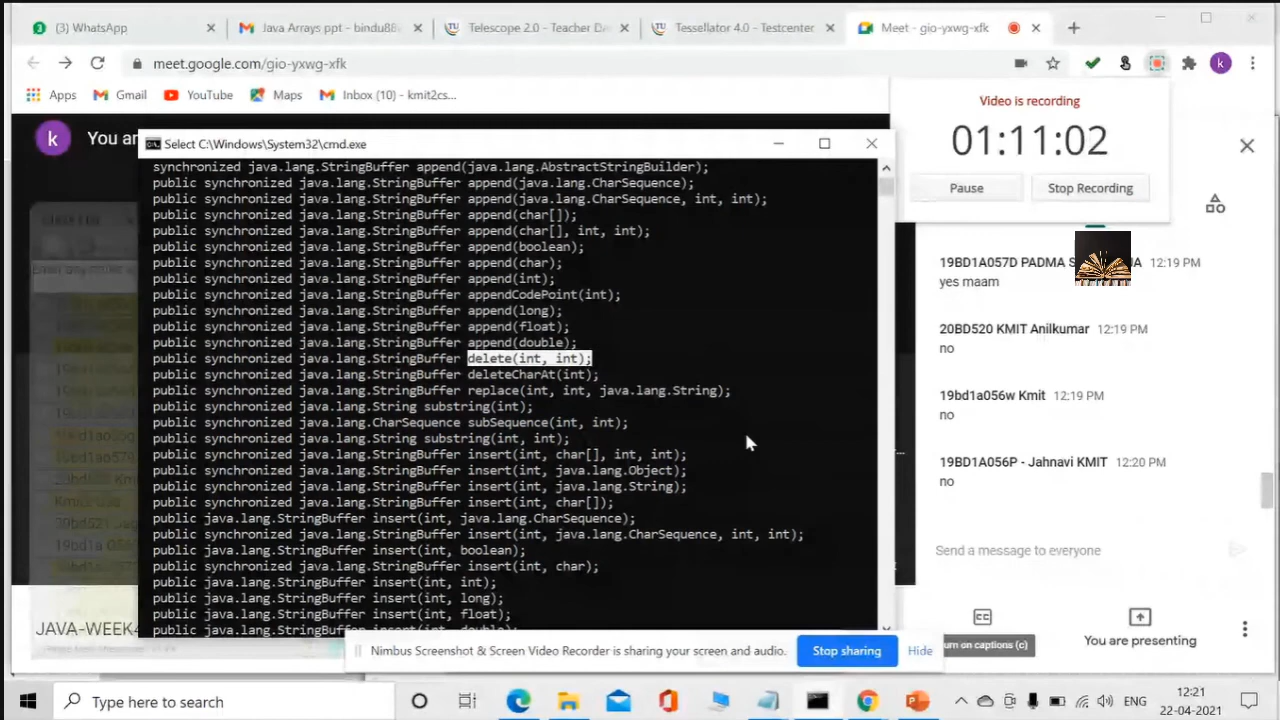 (3) WhatsApp
Java Arrays ppt - bindu88
Telescope 2.0 - Teacher Da
Tessellator 4.0 - Testcenter
Meet - gio-yxwg-xfk
meet.google.com/gio-yxwg-xfk
Apps
Gmail
YouTube
Maps
Inbox (10) - kmit2cs...
Video is recording
01:11:02
Pause
Stop Recording
k
You ar
Select C:\Windows\System32\cmd.exe
synchronized java.lang.StringBuffer append(java.lang.AbstractStringBuilder);
public synchronized java.lang.StringBuffer append(java.lang.CharSequence);
public synchronized java.lang.StringBuffer append(java.lang.CharSequence, int, int);
public synchronized java.lang.StringBuffer append(char[]);
public synchronized java.lang.StringBuffer append(char[], int, int);
public synchronized java.lang.StringBuffer append(boolean);
public synchronized java.lang.StringBuffer append(char);
public synchronized java.lang.StringBuffer append(int);
public synchronized java.lang.StringBuffer appendCodePoint(int);
public synchronized java.lang.StringBuffer append(long);
public synchronized java.lang.StringBuffer append(float);
public synchronized java.lang.StringBuffer append(double);
public synchronized java.lang.StringBuffer delete(int, int);
public synchronized java.lang.StringBuffer deleteCharAt(int);
public synchronized java.lang.StringBuffer replace(int, int, java.lang.String);
public synchronized java.lang.String substring(int);
public synchronized java.lang.CharSequence subSequence(int, int);
public synchronized java.lang.String substring(int, int);
public synchronized java.lang.StringBuffer insert(int, char[], int, int);
public synchronized java.lang.StringBuffer insert(int, java.lang.Object);
public synchronized java.lang.StringBuffer insert(int, java.lang.String);
public synchronized java.lang.StringBuffer insert(int, char[]);
public java.lang.StringBuffer insert(int, java.lang.CharSequence);
public synchronized java.lang.StringBuffer insert(int, java.lang.CharSequence, int, int);
public java.lang.StringBuffer insert(int, boolean);
public synchronized java.lang.StringBuffer insert(int, char);
public java.lang.StringBuffer insert(int, int);
public java.lang.StringBuffer insert(int, long);
public java.lang.StringBuffer insert(int, float);
public java.lang.StringBuffer insert(int, double);
JAVA-WEEK4
19BD1A057D PADMA 12:19 PM
yes maam
20BD520 KMIT Anilkumar 12:19 PM
no
19bd1a056w Kmit 12:19 PM
no
19BD1A056P - Jahnavi KMIT 12:20 PM
no
Send a message to everyone
urn on captions (c)
You are presenting
Nimbus Screenshot & Screen Video Recorder is sharing your screen and audio.
Stop sharing
Hide
Type here to search
ENG
12:21
22-04-2021